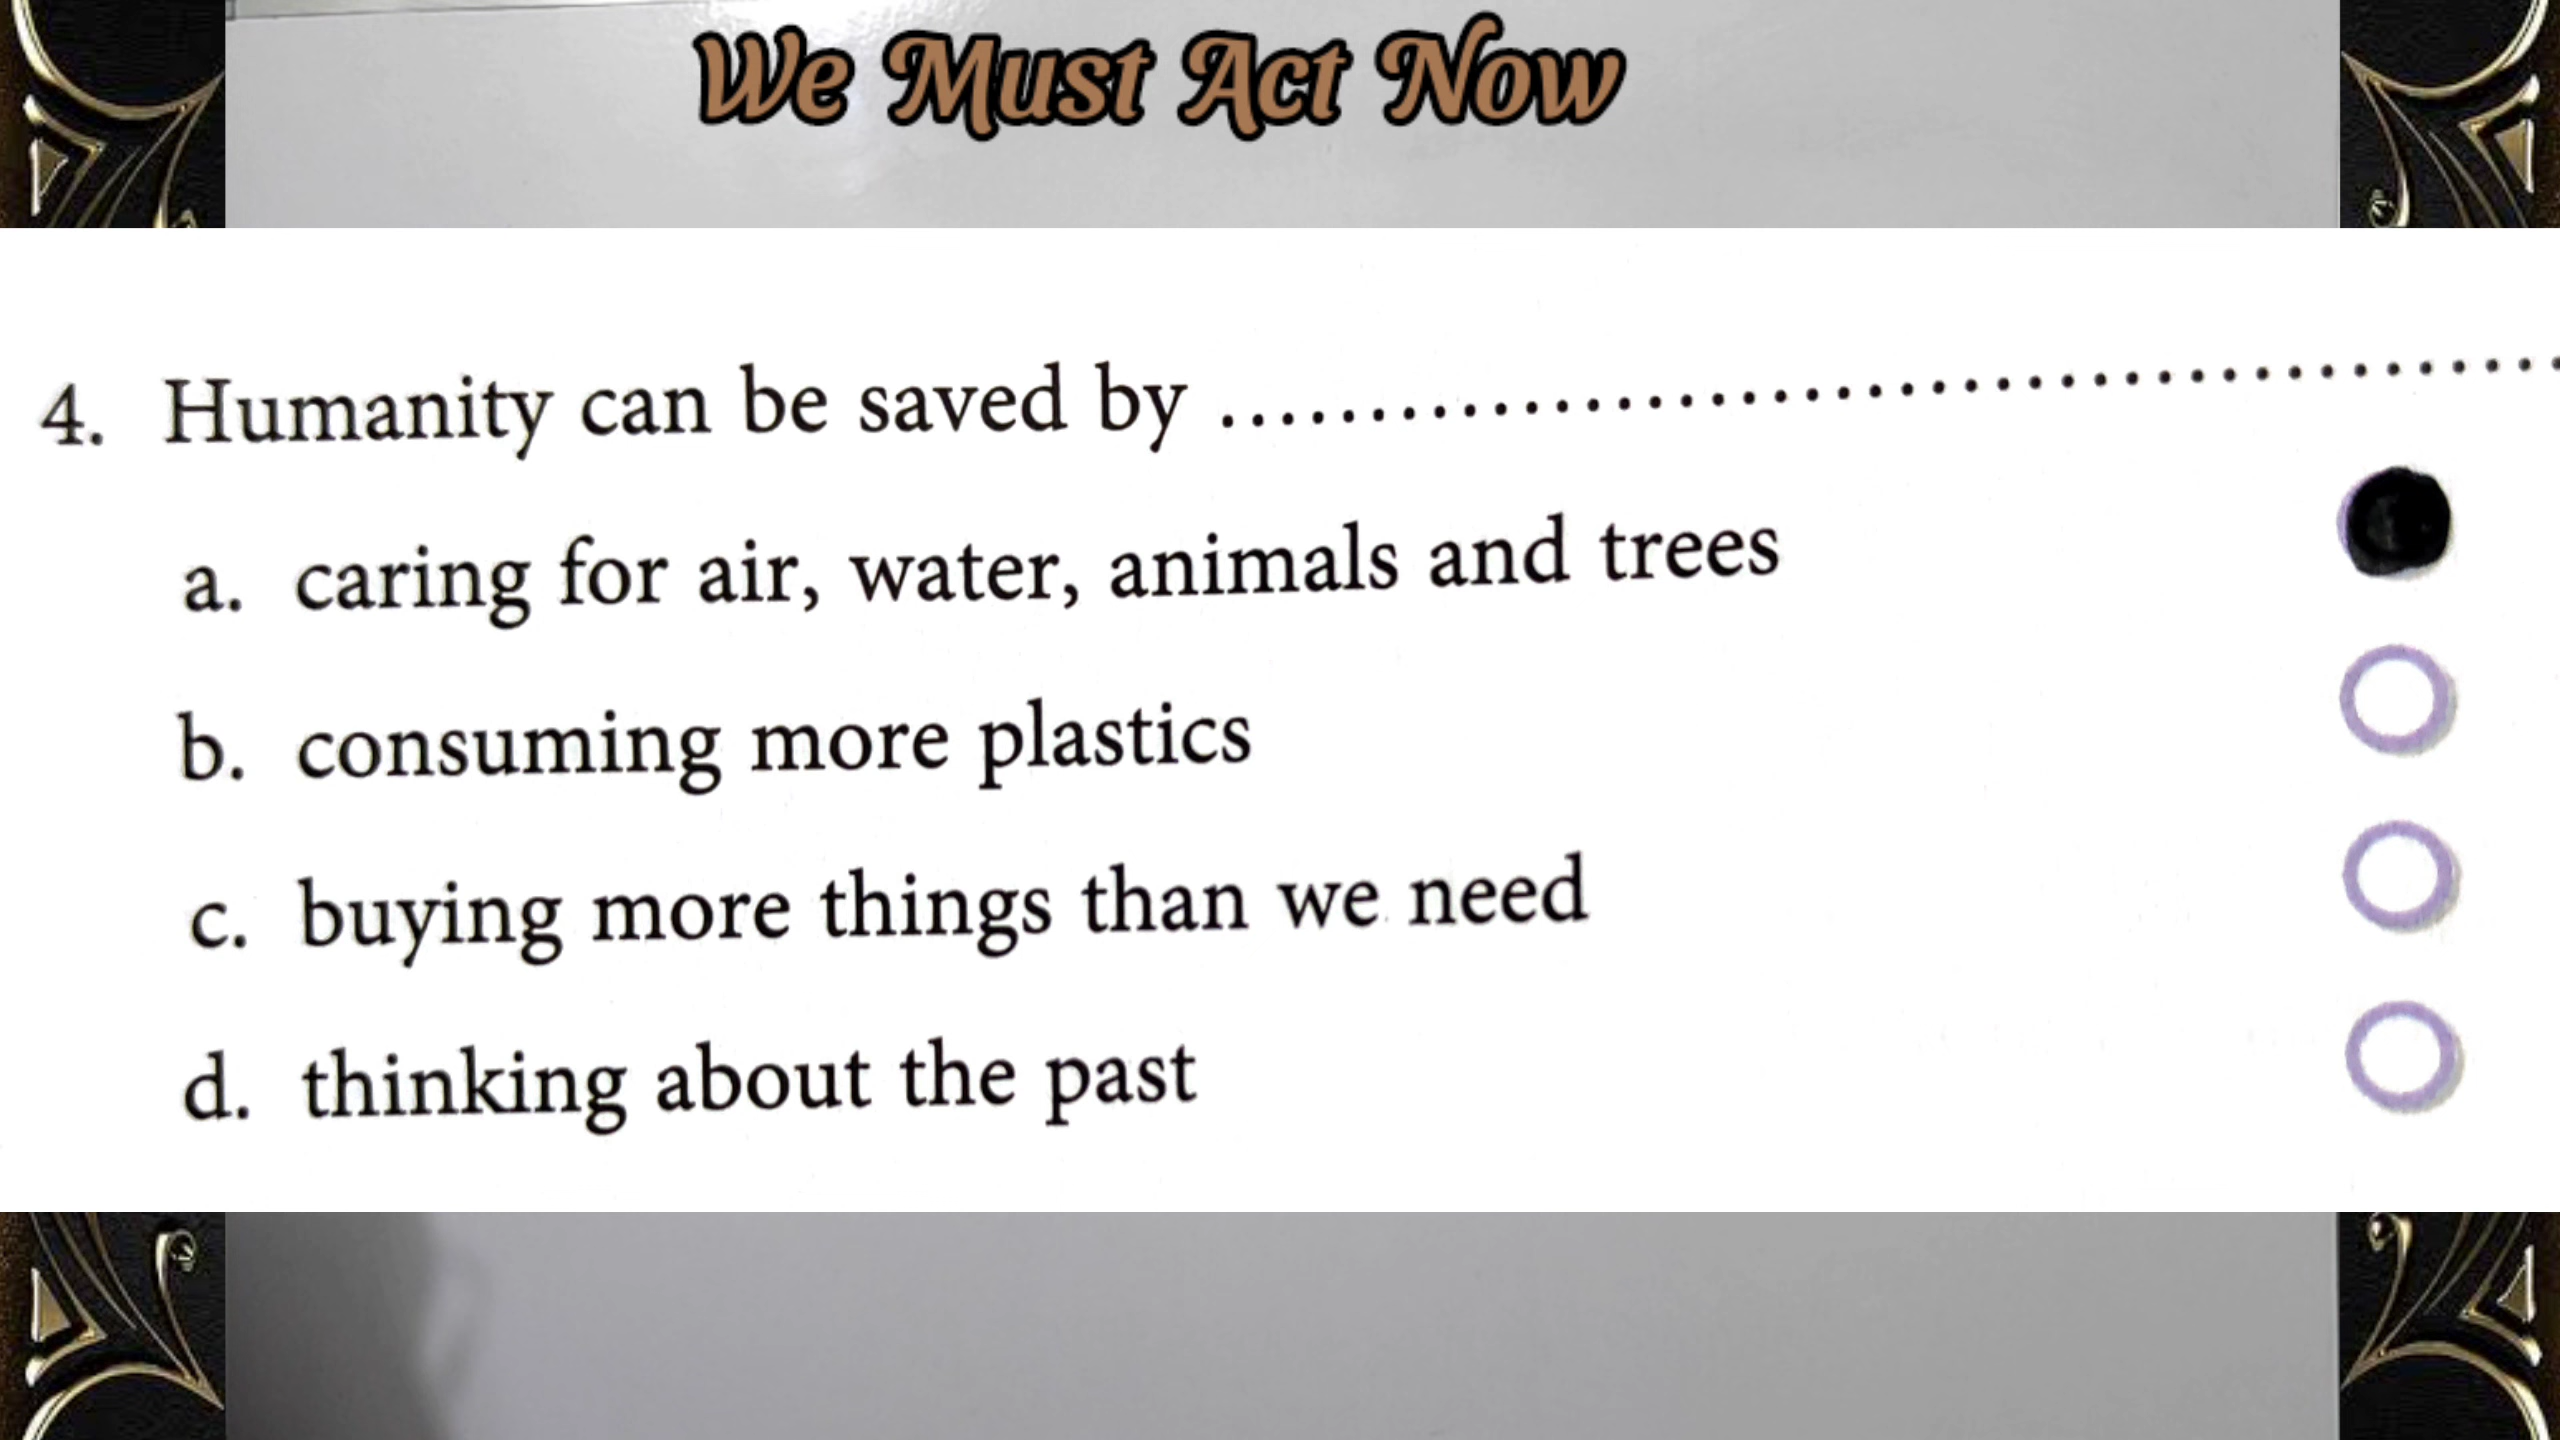 We Must Act Now
4. Humanity can be saved by ........................................
a. caring for air, water, animals and trees
b. consuming more plastics
c. buying more things than we need
d. thinking about the past